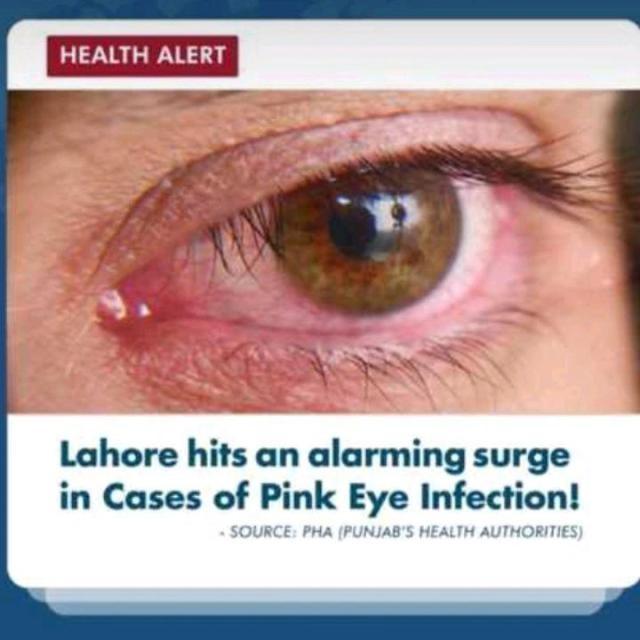 HEALTH ALERT
Lahore hits an alarming surge
in Cases of Pink Eye Infection!
- SOURCE: PHA (PUNJAB'S HEALTH AUTHORITIES)